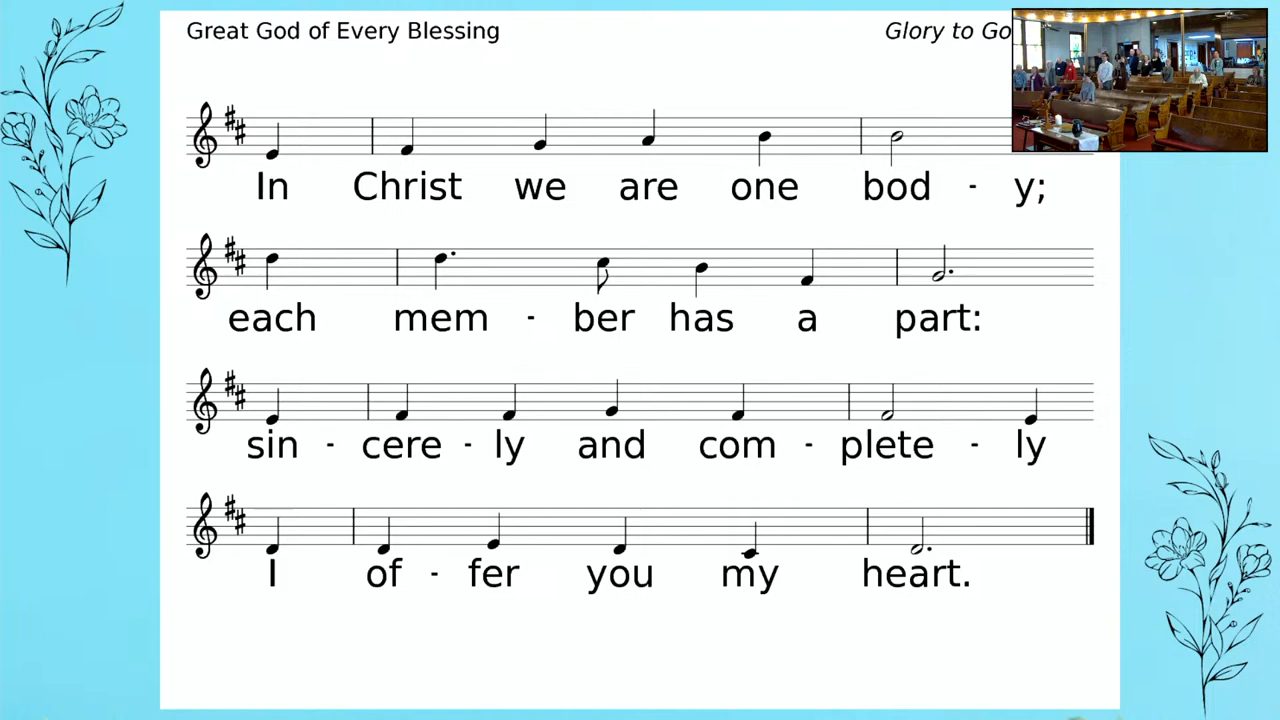 Great God of Every Blessing
Glory to
In Christ we are one bod - y;
each mem - ber has a part:
sin - cere - ly and com - plete - ly
I of - fer you my heart.